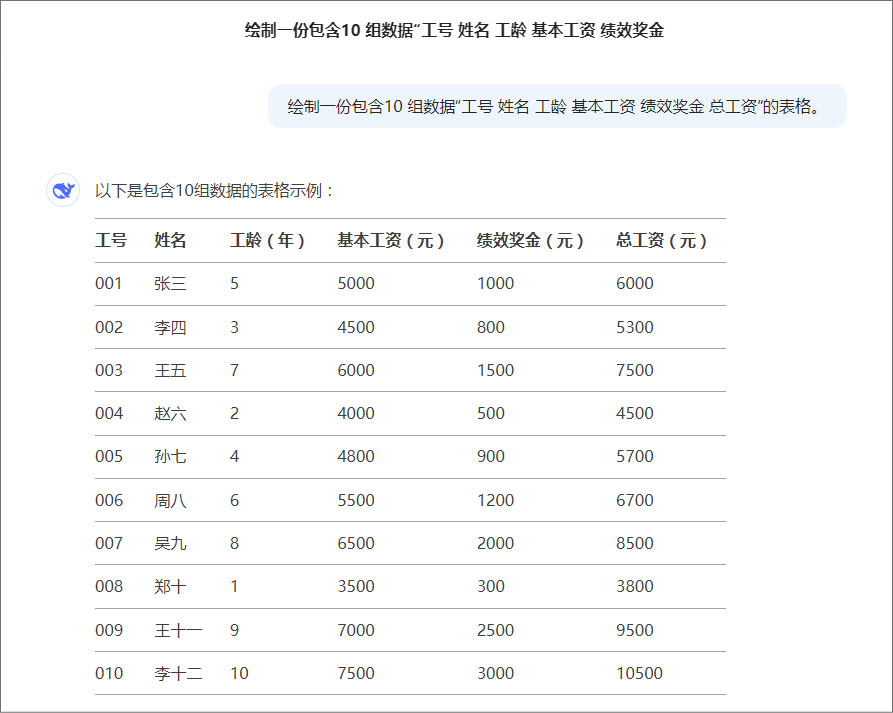 绘制一份包含10 组数据“工号 姓名 工龄 基本工资 绩效奖金
绘制一份包含10 组数据“工号 姓名 工龄 基本工资 绩效奖金 总工资”的表格。
以下是包含10组数据的表格示例：
工号 姓名 工龄（年） 基本工资（元） 绩效奖金（元） 总工资（元）
001 张三 5 5000 1000 6000
002 李四 3 4500 800 5300
003 王五 7 6000 1500 7500
004 赵六 2 4000 500 4500
005 孙七 4 4800 900 5700
006 周八 6 5500 1200 6700
007 吴九 8 6500 2000 8500
008 郑十 1 3500 300 3800
009 王十一 9 7000 2500 9500
010 李十二 10 7500 3000 10500